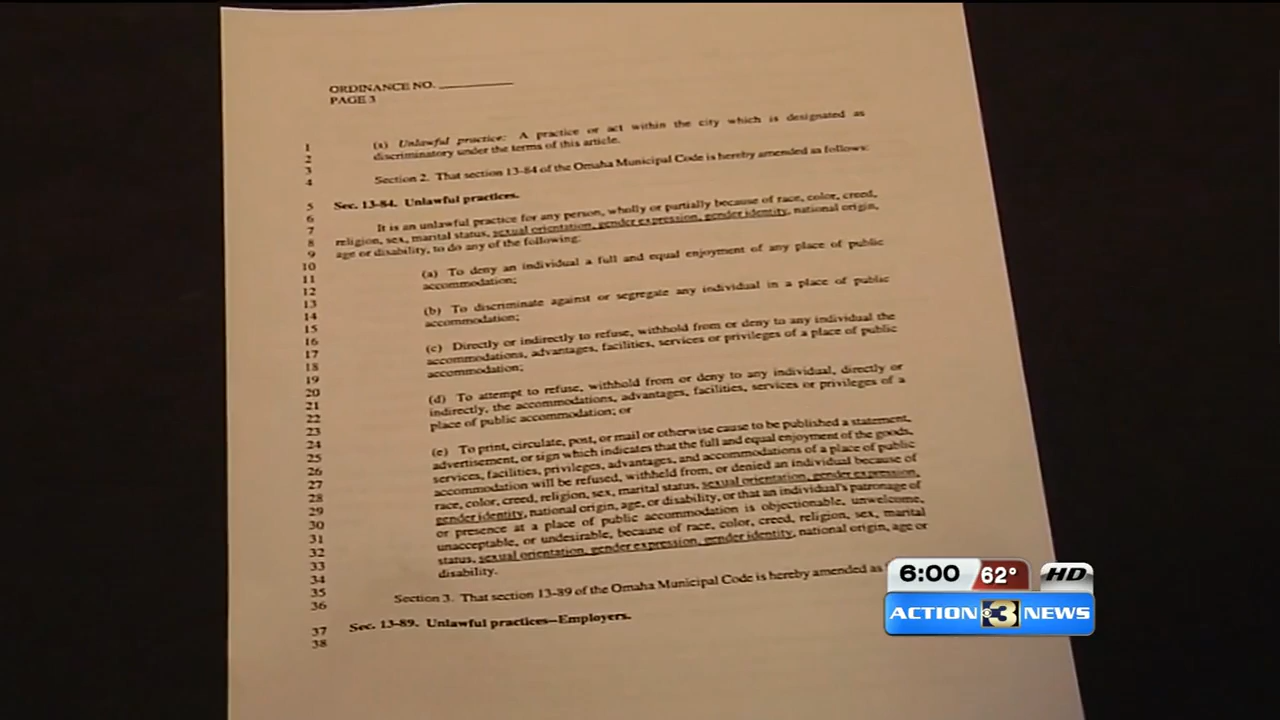 ORDINANCE NO. ________
PAGE 3
1 (x) Unlawful practice: A practice or act within the city which is designated as
2 discriminatory under the terms of this article.
3
4 Section 2. That section 13-84 of the Omaha Municipal Code is hereby amended as follows:
5 Sec. 13-84. Unlawful practices.
6
7 It is an unlawful practice for any person, wholly or partially because of race, color, creed,
8 religion, sex, marital status, sexual orientation, gender expression, gender identity, national origin,
9 age or disability, to do any of the following:
10
11 (a) To deny an individual a full and equal enjoyment of any place of public
12 accommodation;
13
14 (b) To discriminate against or segregate any individual in a place of public
15 accommodation;
16
17 (c) Directly or indirectly to refuse, withhold from or deny to any individual the
18 accommodations, advantages, facilities, services or privileges of a place of public
19 accommodation;
20
21 (d) To attempt to refuse, withhold from or deny to any individual, directly or
22 indirectly, the accommodations, advantages, facilities, services or privileges of a
23 place of public accommodation; or
24
25 (e) To print, circulate, post, or mail or otherwise cause to be published a statement,
26 advertisement, or sign which indicates that the full and equal enjoyment of the goods,
27 services, facilities, privileges, advantages, and accommodations of a place of public
28 accommodation will be refused, withheld from, or denied an individual because of
29 race, color, creed, religion, sex, marital status, sexual orientation, gender expression,
30 gender identity, national origin, age, or disability, or that an individual's patronage of
31 or presence at a place of public accommodation is objectionable, unwelcome,
32 unacceptable, or undesirable, because of race, color, creed, religion, sex, marital
33 status, sexual orientation, gender expression, gender identity, national origin, age or
34 disability.
35
36 Section 3. That section 13-89 of the Omaha Municipal Code is hereby amended as
37 Sec. 13-89. Unlawful practices—Employers.
38
6:00 62° HD
ACTION 3 NEWS